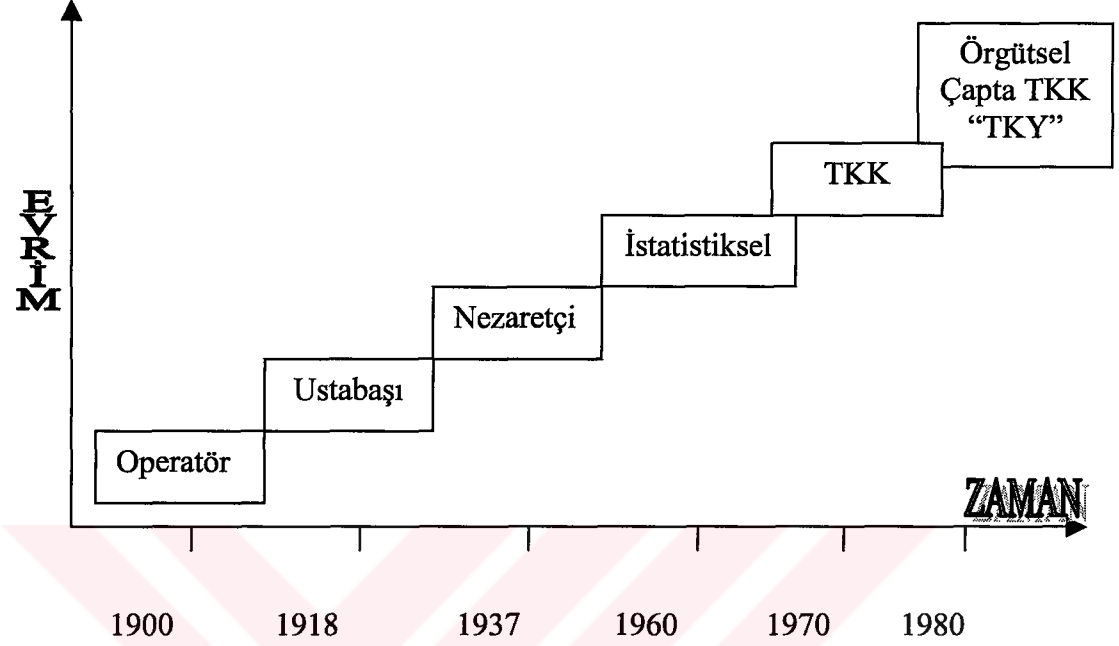 Örgütsel
Çapta TKK
“TKY”
TKK
İstatistiksel
Nezaretçi
Ustabaşı
Operatör
EVRİM
ZAMAN
1900 1918 1937 1960 1970 1980